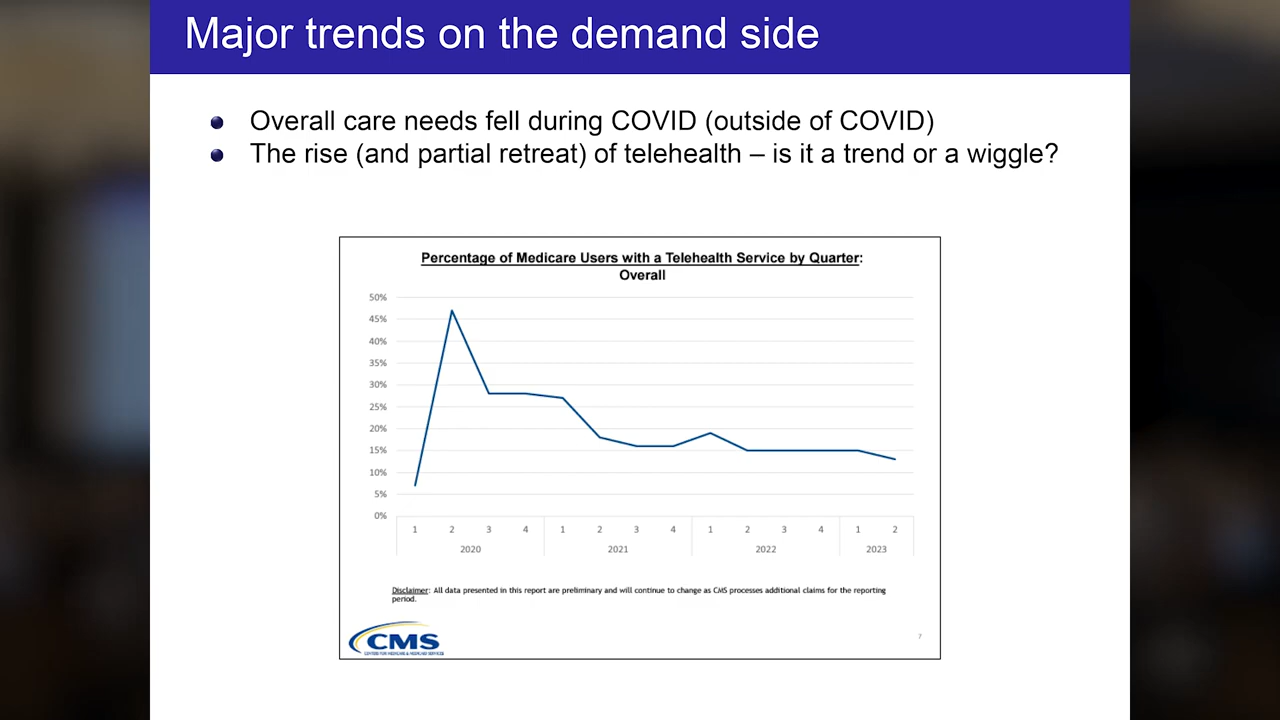 Major trends on the demand side
Overall care needs fell during COVID (outside of COVID)
The rise (and partial retreat) of telehealth – is it a trend or a wiggle?
Percentage of Medicare Users with a Telehealth Service by Quarter:
Overall
50%
45%
40%
35%
30%
25%
20%
15%
10%
5%
0%
1 2 3 4 1 2 3 4 1 2 3 4 1 2
2020 2021 2022 2023
Disclaimer: All data presented in this report are preliminary and will continue to change as CMS processes additional claims for the reporting
period.
CMS
CENTERS FOR MEDICARE & MEDICAID SERVICES
7